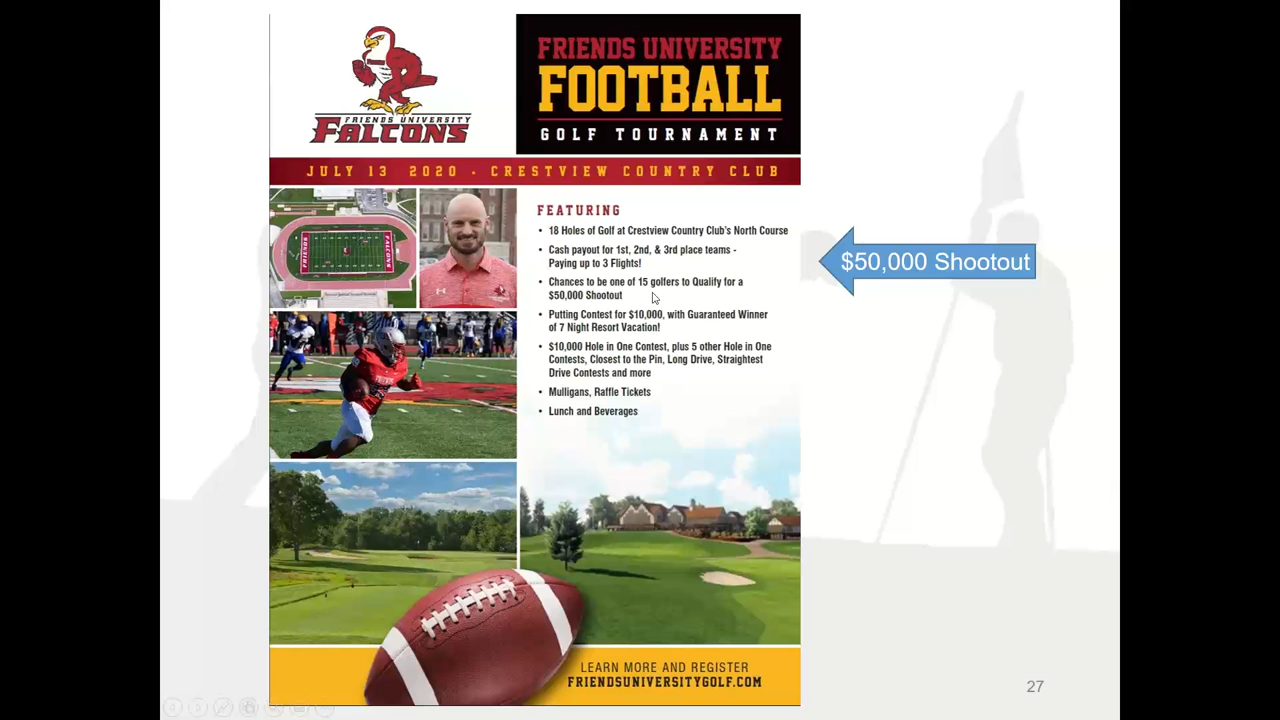 FRIENDS UNIVERSITY
FALCONS
FRIENDS UNIVERSITY
FOOTBALL
GOLF TOURNAMENT
JULY 13 2020 · CRESTVIEW COUNTRY CLUB
FEATURING
• 18 Holes of Golf at Crestview Country Club's North Course
• Cash payout for 1st, 2nd, & 3rd place teams -
Paying up to 3 Flights!
• Chances to be one of 15 golfers to Qualify for a
$50,000 Shootout
• Putting Contest for $10,000, with Guaranteed Winner
of 7 Night Resort Vacation!
• $10,000 Hole in One Contest, plus 5 other Hole in One
Contests, Closest to the Pin, Long Drive, Straightest
Drive Contests and more
• Mulligans, Raffle Tickets
• Lunch and Beverages
$50,000 Shootout
LEARN MORE AND REGISTER
FRIENDSUNIVERSITYGOLF.COM
27